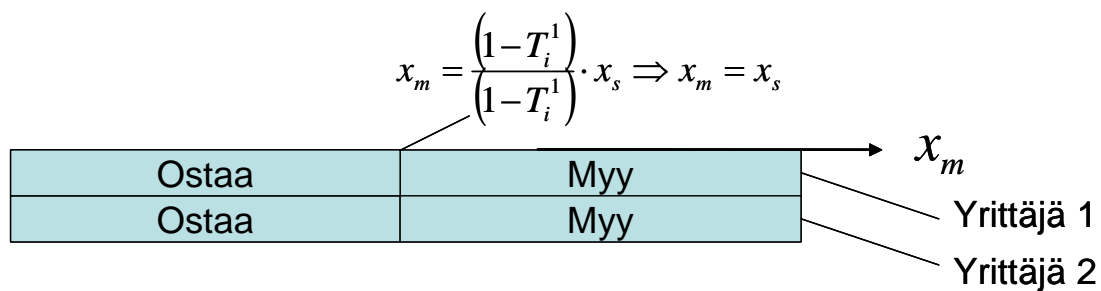 x_m = (1 − T_i^1) / (1 − T_i^1) · x_s ⇒ x_m = x_s
x_m
Ostaa Myy
Ostaa Myy
Yrittäjä 1
Yrittäjä 2